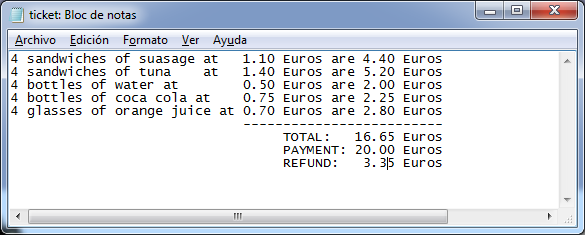 ticket: Bloc de notas
Archivo Edición Formato Ver Ayuda
4 sandwiches of suasage at   1.10 Euros are 4.40 Euros
4 sandwiches of tuna    at   1.40 Euros are 5.20 Euros
4 bottles of water at        0.50 Euros are 2.00 Euros
4 bottles of coca cola at    0.75 Euros are 2.25 Euros
4 glasses of orange juice at 0.70 Euros are 2.80 Euros
-------------------------
TOTAL:   16.65 Euros
PAYMENT: 20.00 Euros
REFUND:   3.35 Euros